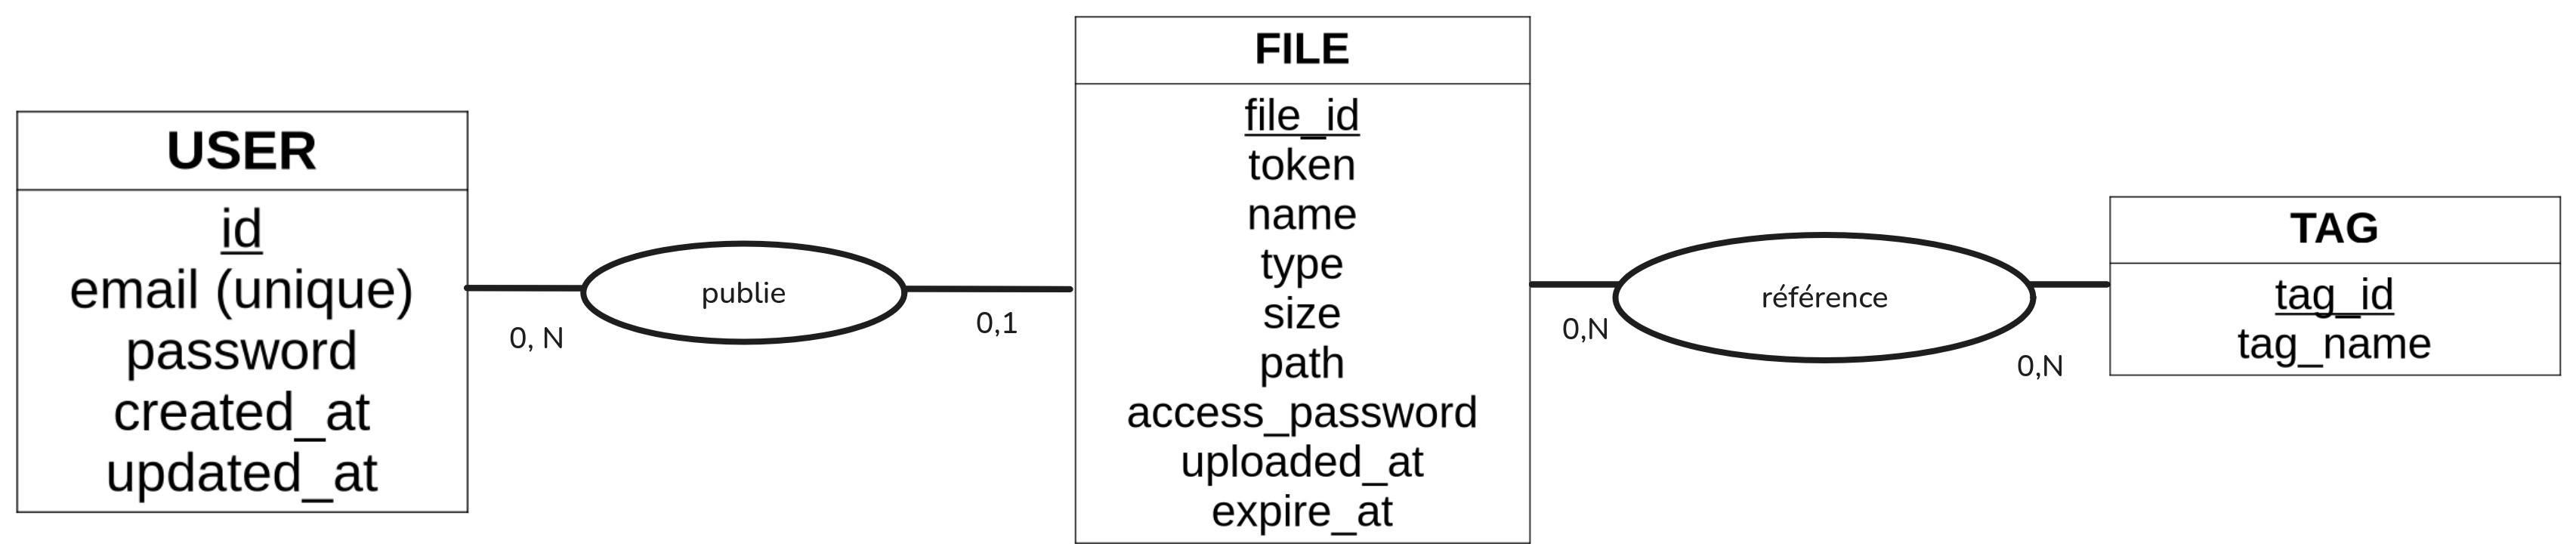 USER
id
email (unique)
password
created_at
updated_at
0, N
publie
0,1
FILE
file_id
token
name
type
size
path
access_password
uploaded_at
expire_at
0,N
référence
0,N
TAG
tag_id
tag_name